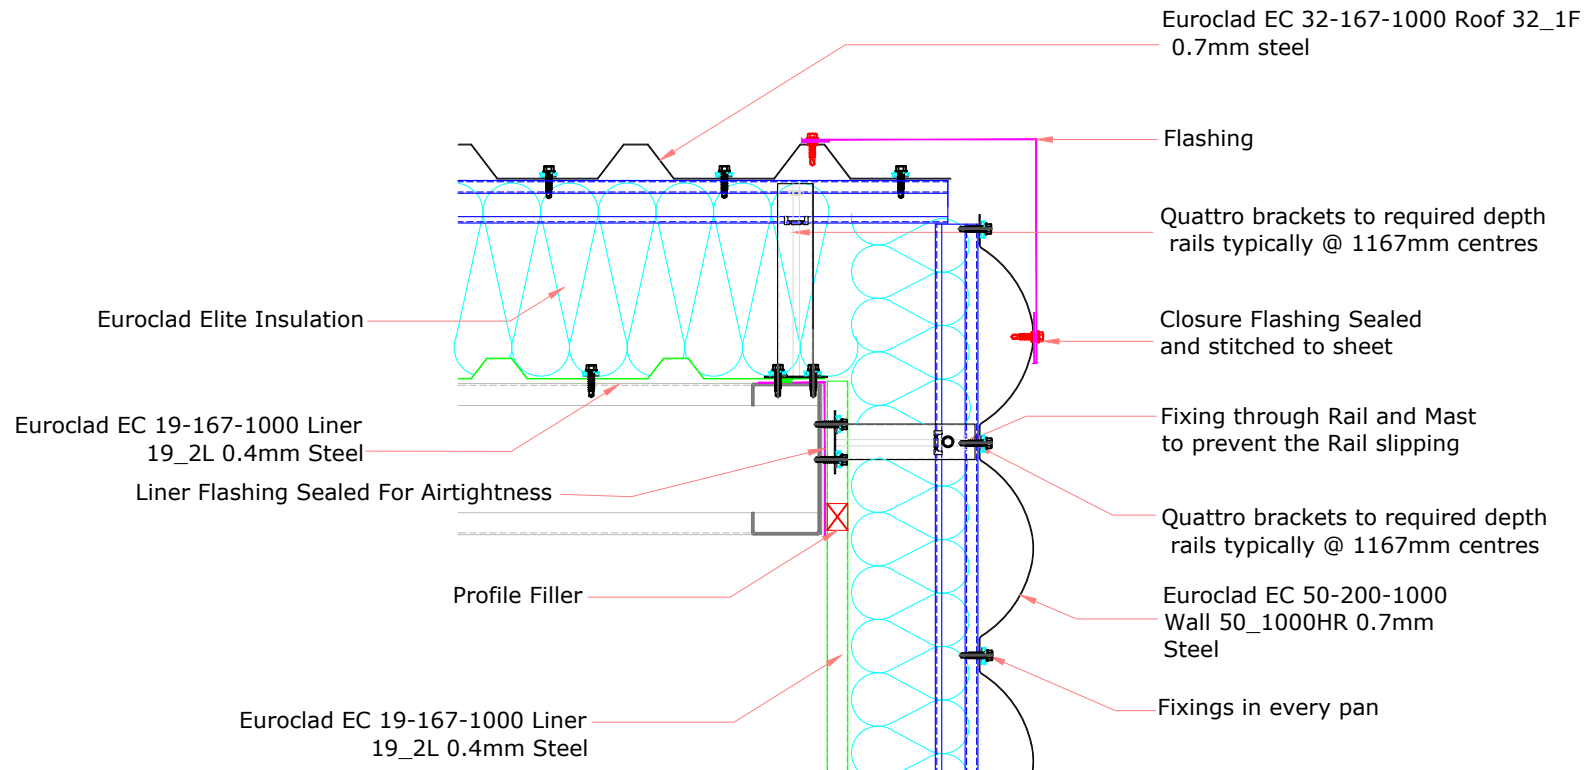 Euroclad EC 32-167-1000 Roof 32_1F
0.7mm steel
Flashing
Quattro brackets to required depth
rails typically @ 1167mm centres
Euroclad Elite Insulation
Closure Flashing Sealed
and stitched to sheet
Euroclad EC 19-167-1000 Liner
19_2L 0.4mm Steel
Fixing through Rail and Mast
to prevent the Rail slipping
Liner Flashing Sealed For Airtightness
Quattro brackets to required depth
rails typically @ 1167mm centres
Profile Filler
Euroclad EC 50-200-1000
Wall 50_1000HR 0.7mm
Steel
Euroclad EC 19-167-1000 Liner
19_2L 0.4mm Steel
Fixings in every pan